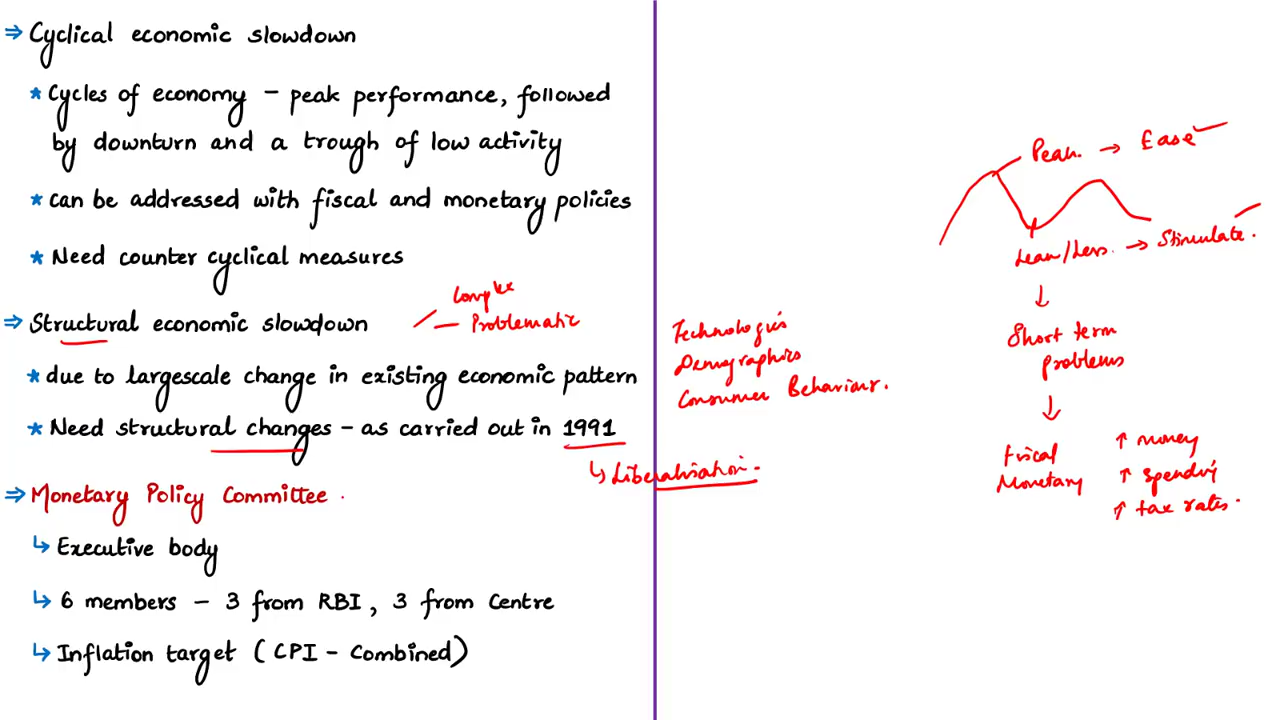 ⇒ Cyclical economic slowdown
* Cycles of economy – peak performance, followed
by downturn and a trough of low activity
* can be addressed with fiscal and monetary policies
* Need counter cyclical measures
⇒ Structural economic slowdown
Complex
Problematic
* due to largescale change in existing economic pattern
* Need structural changes – as carried out in 1991
↳ Liberalisation.
⇒ Monetary Policy Committee
↳ Executive body
↳ 6 members – 3 from RBI, 3 from Centre
↳ Inflation target (CPI – Combined)
Technologies
Demographics
Consumer Behaviour.
Peak. → Ease
Lean/Less. → Stimulate.
↓
Short term
problems
↓
Fiscal
Monetary
↑ money
↑ spending
↑ tax rates.